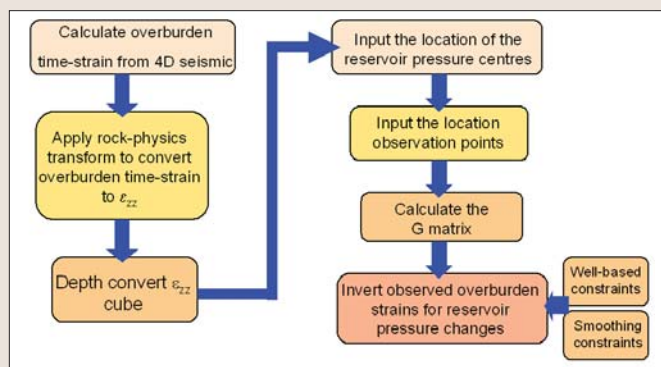 Calculate overburden
time-strain from 4D seismic
Apply rock-physics
transform to convert
overburden time-strain
to εzz
Depth convert εzz
cube
Input the location of the
reservoir pressure centres
Input the location
observation points
Calculate the
G matrix
Invert observed overburden
strains for reservoir
pressure changes
Well-based
constraints
Smoothing
constraints